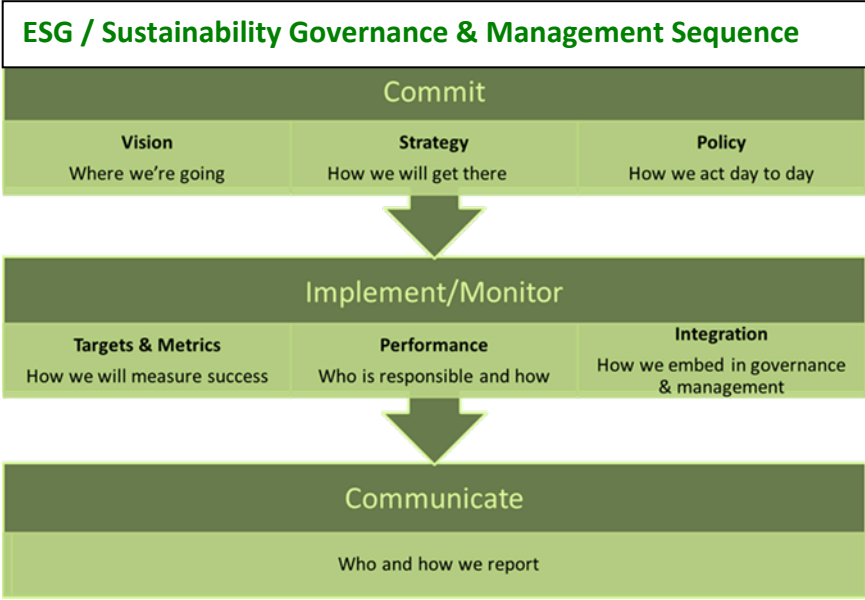 ESG / Sustainability Governance & Management Sequence
Commit
Vision
Where we're going
Strategy
How we will get there
Policy
How we act day to day
Implement/Monitor
Targets & Metrics
How we will measure success
Performance
Who is responsible and how
Integration
How we embed in governance
& management
Communicate
Who and how we report